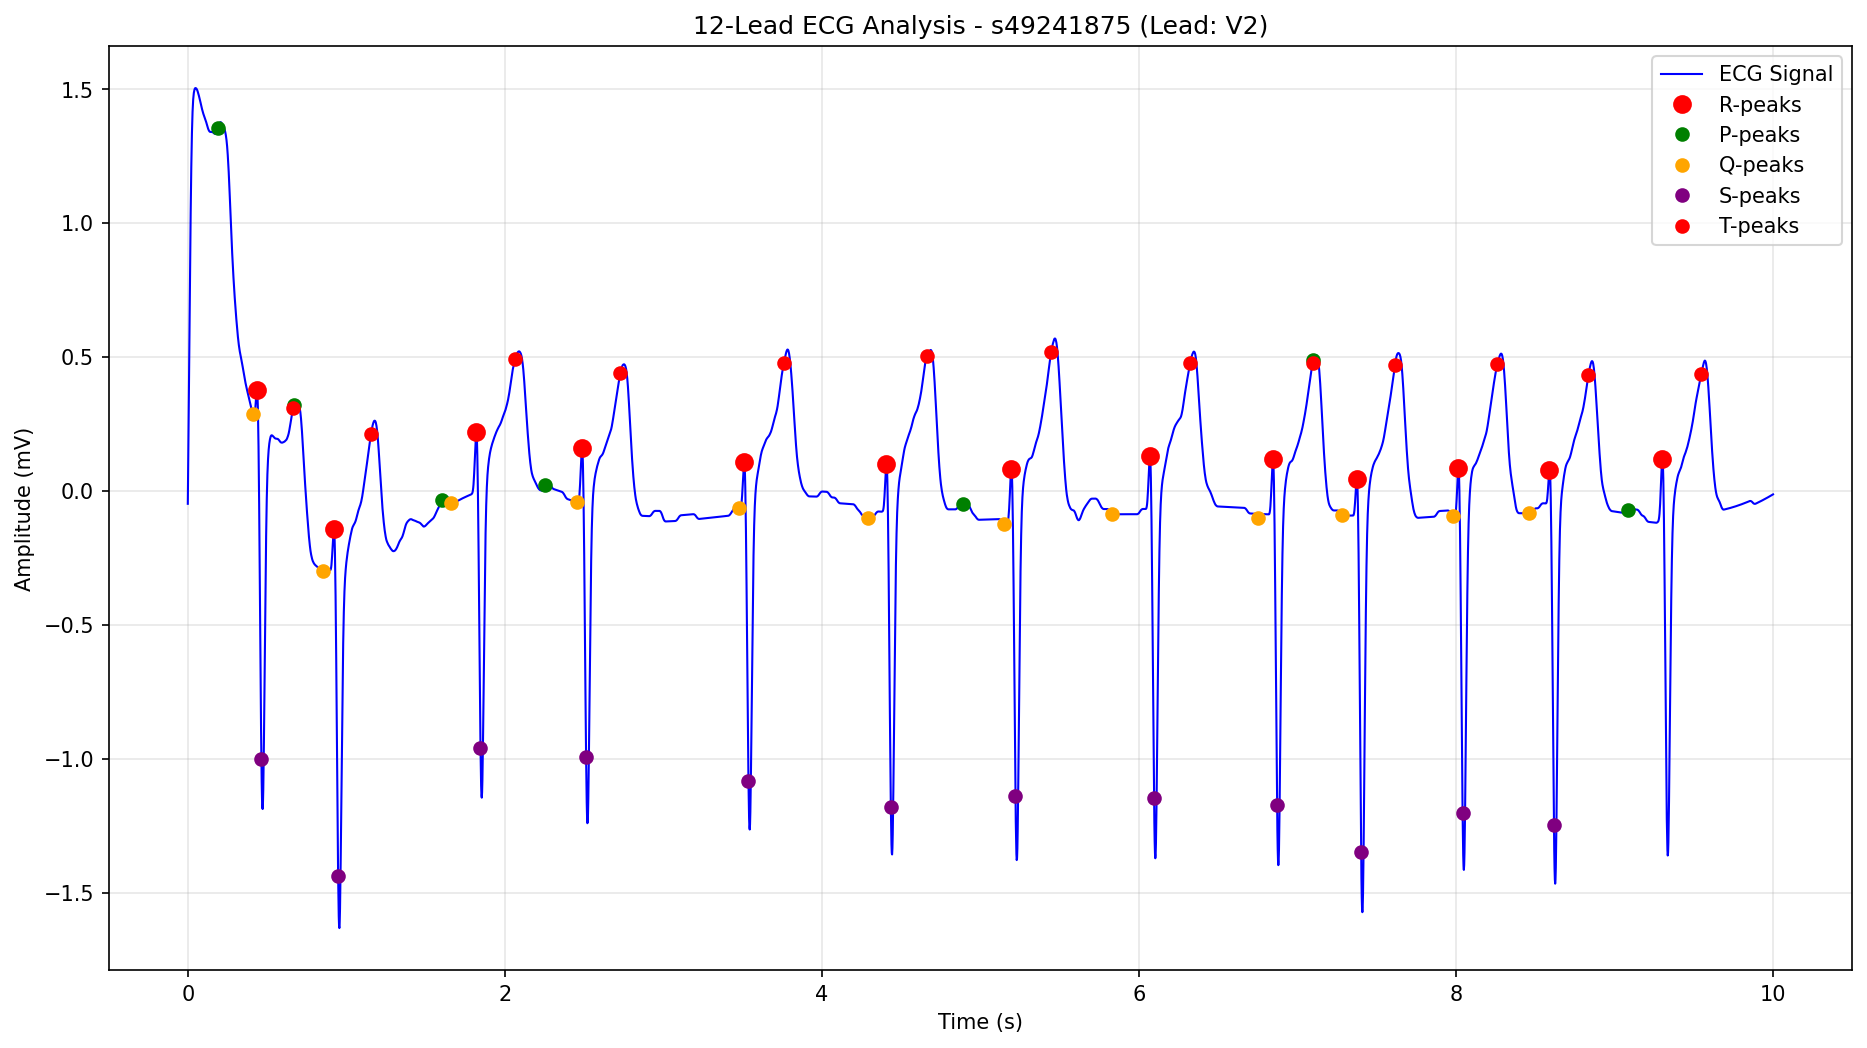 12-Lead ECG Analysis - s49241875 (Lead: V2)
ECG Signal
R-peaks
P-peaks
Q-peaks
S-peaks
T-peaks
Amplitude (mV)
1.5
1.0
0.5
0.0
−0.5
−1.0
−1.5
0
2
4
6
8
10
Time (s)